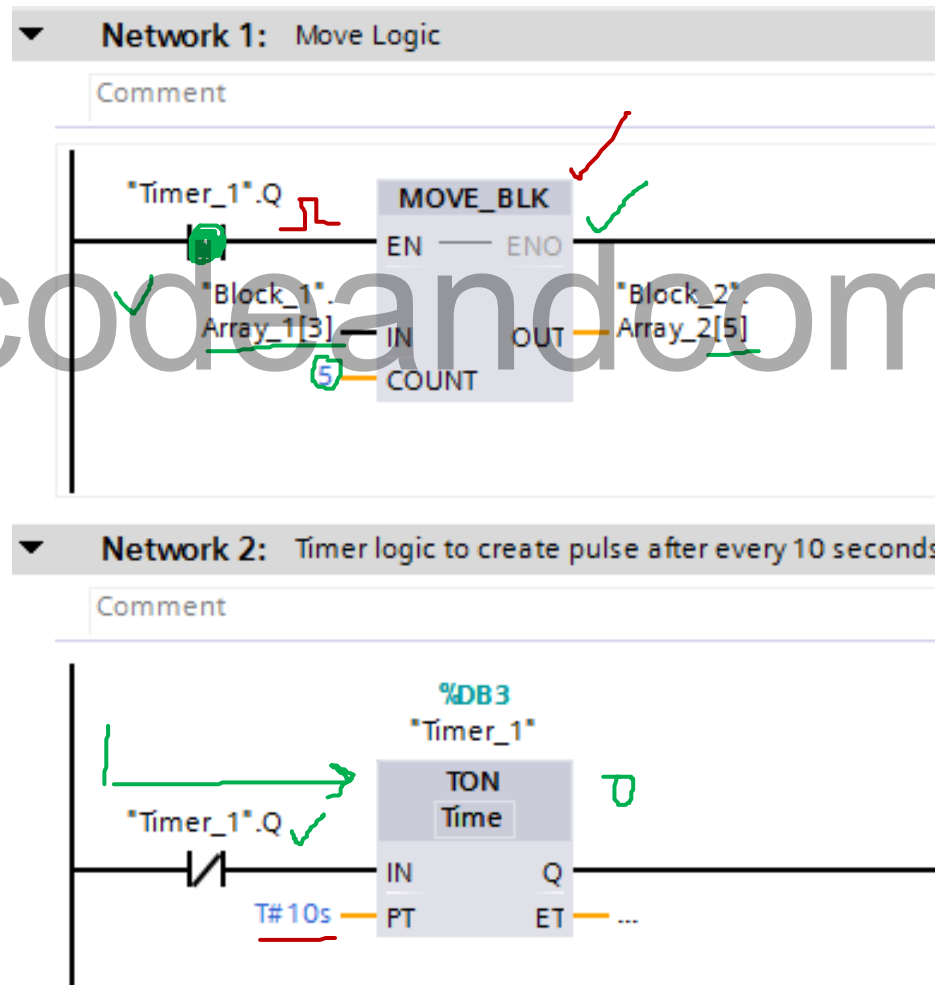 Network 1: Move Logic
Comment
"Timer_1".Q
MOVE_BLK
EN ENO
"Block_1".
Array_1[3] IN
OUT "Block_2".
Array_2[5]
5 COUNT
codeandcom
Network 2: Timer logic to create pulse after every 10 seconds
Comment
%DB3
"Timer_1"
TON
Time
"Timer_1".Q
IN Q
T#10s PT ET ...